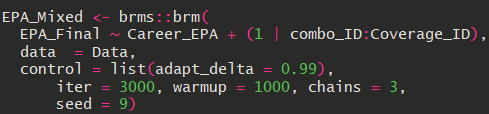 EPA_Mixed <- brms::brm(
  EPA_Final ~ Career_EPA + (1 | combo_ID:Coverage_ID),
  data  = Data,
  control = list(adapt_delta = 0.99),
      iter = 3000, warmup = 1000, chains = 3,
      seed = 9)